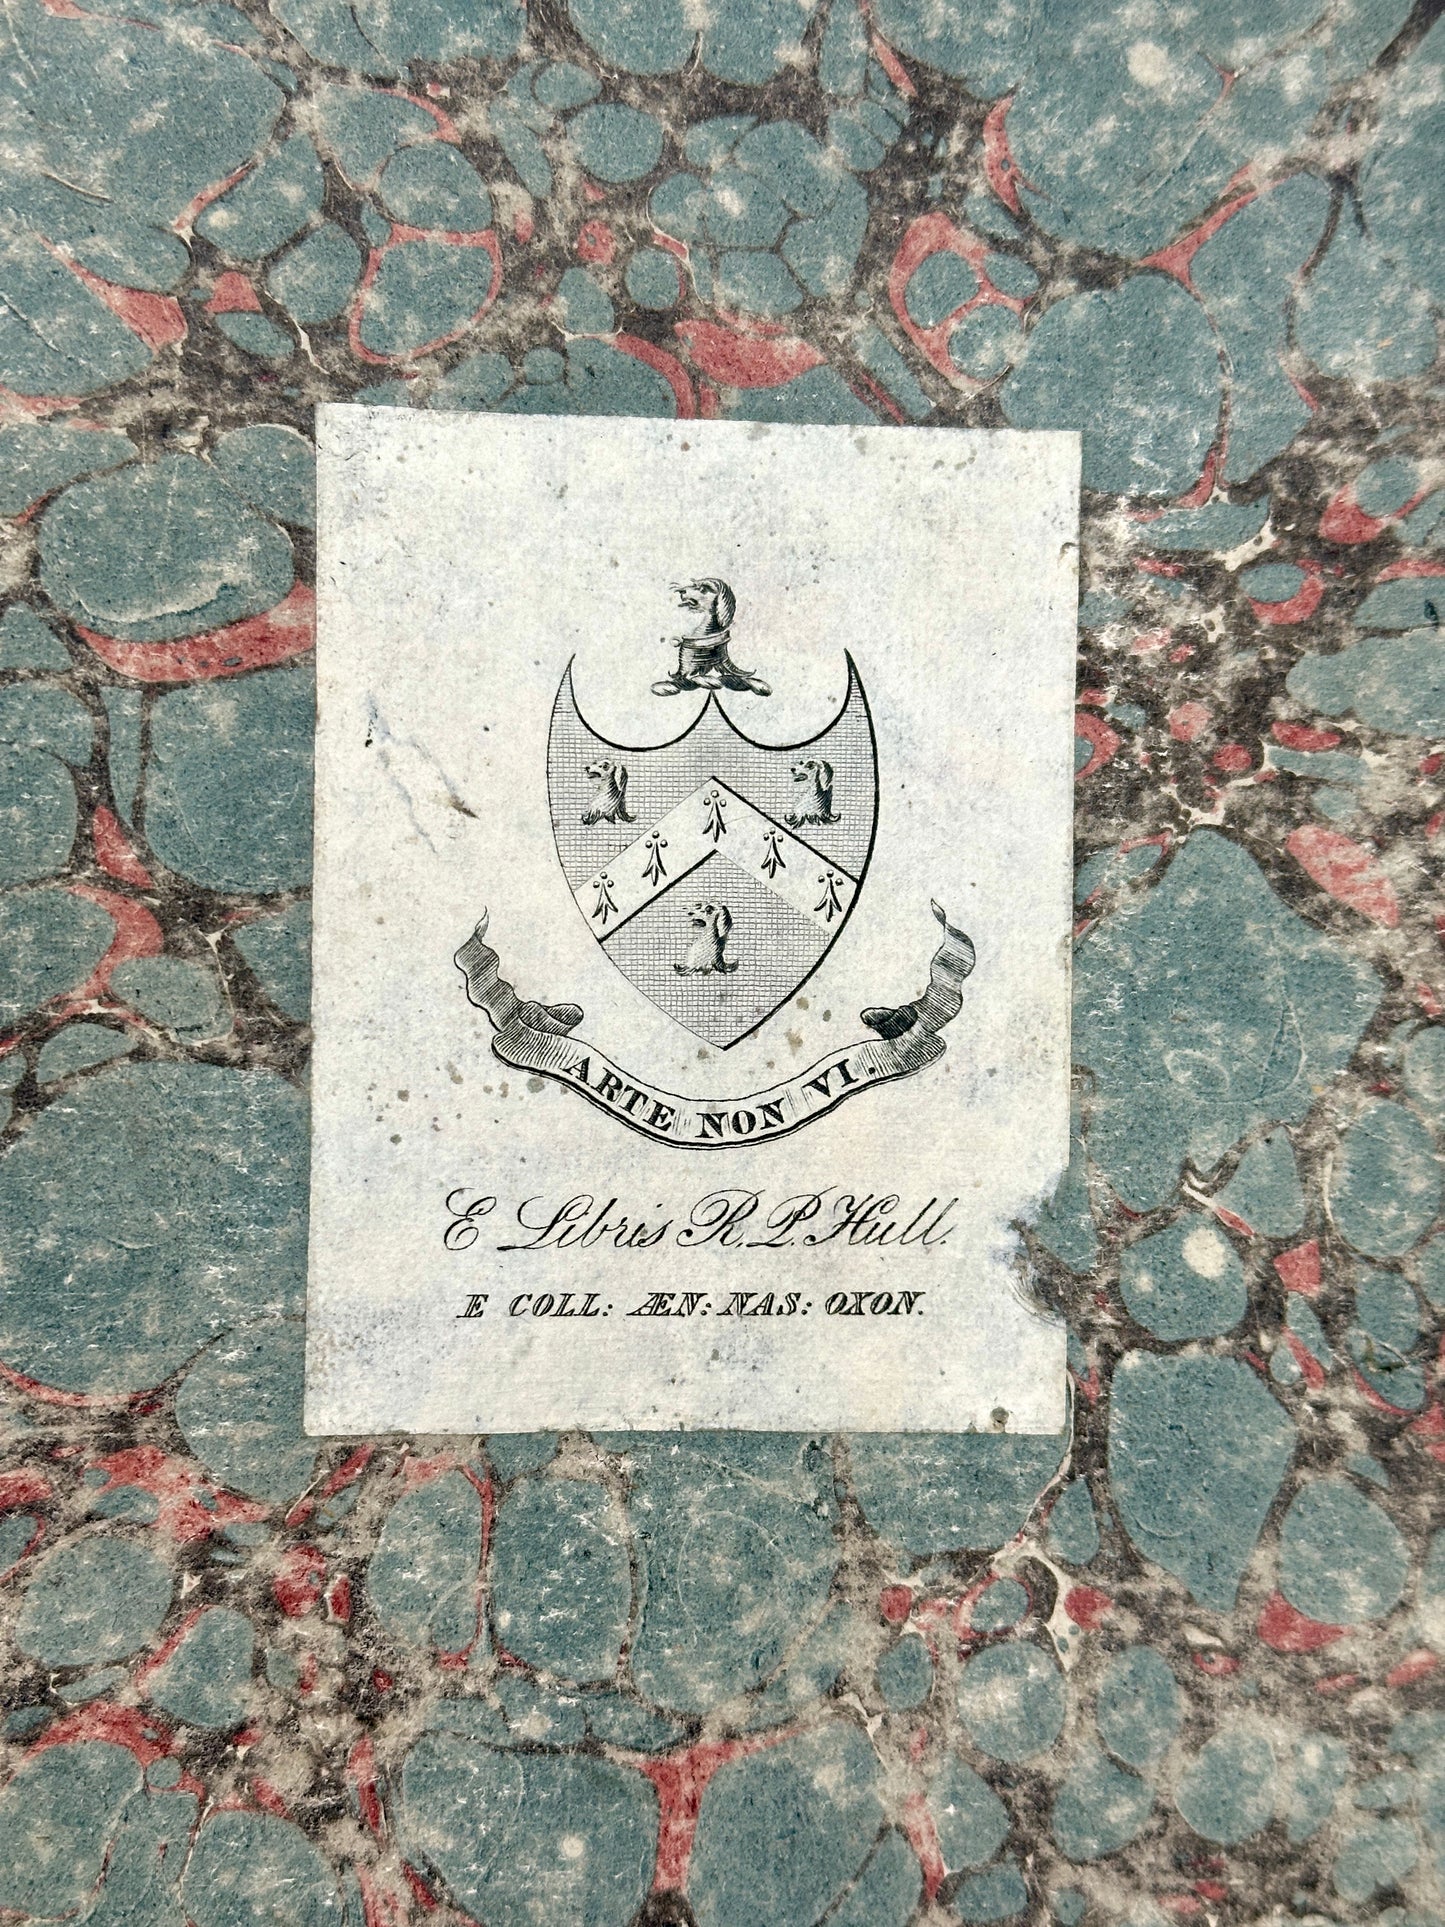 ARTE NON VI.
E Libris R. P. Hull.
E COLL: ÆN: NAS: OXON.